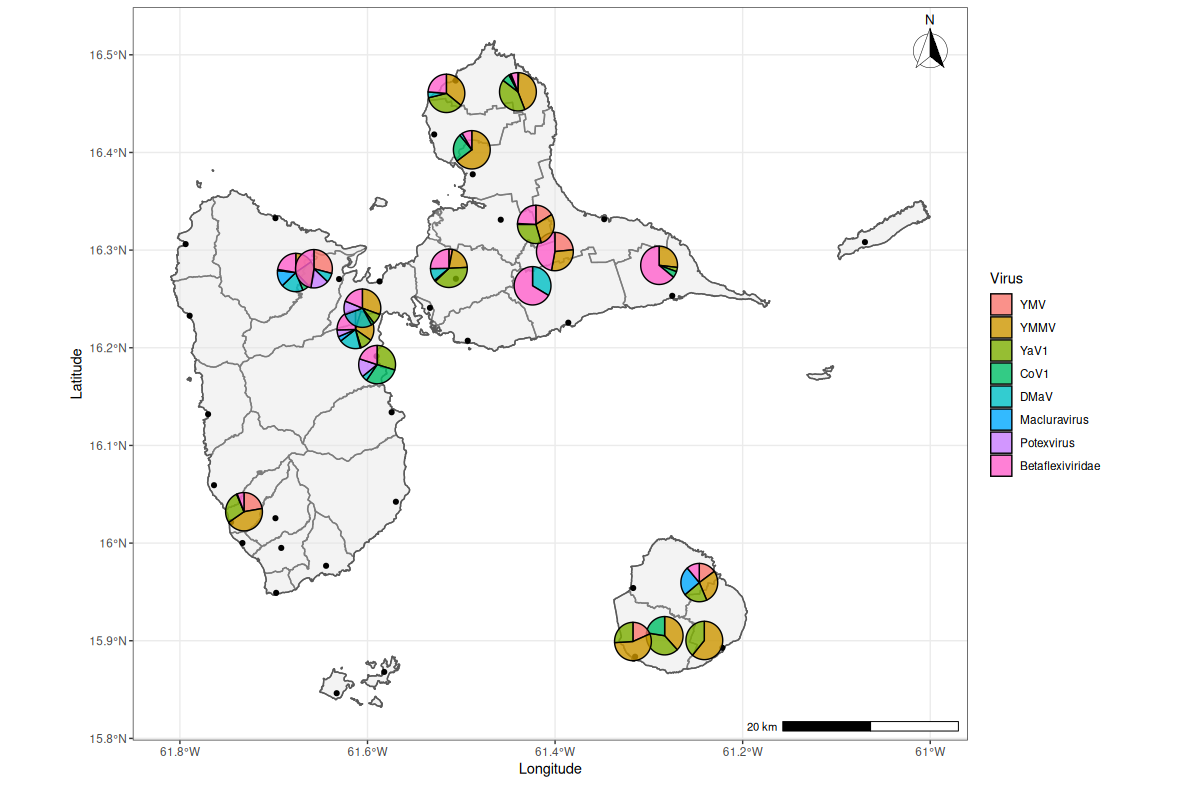 N
16.5°N
16.4°N
16.3°N
16.2°N
16.1°N
16°N
15.9°N
15.8°N
Latitude
20 km
61.8°W
61.6°W
61.4°W
61.2°W
61°W
Longitude
Virus
YMV
YMMV
YaV1
CoV1
DMaV
Macluravirus
Potexvirus
Betaflexiviridae